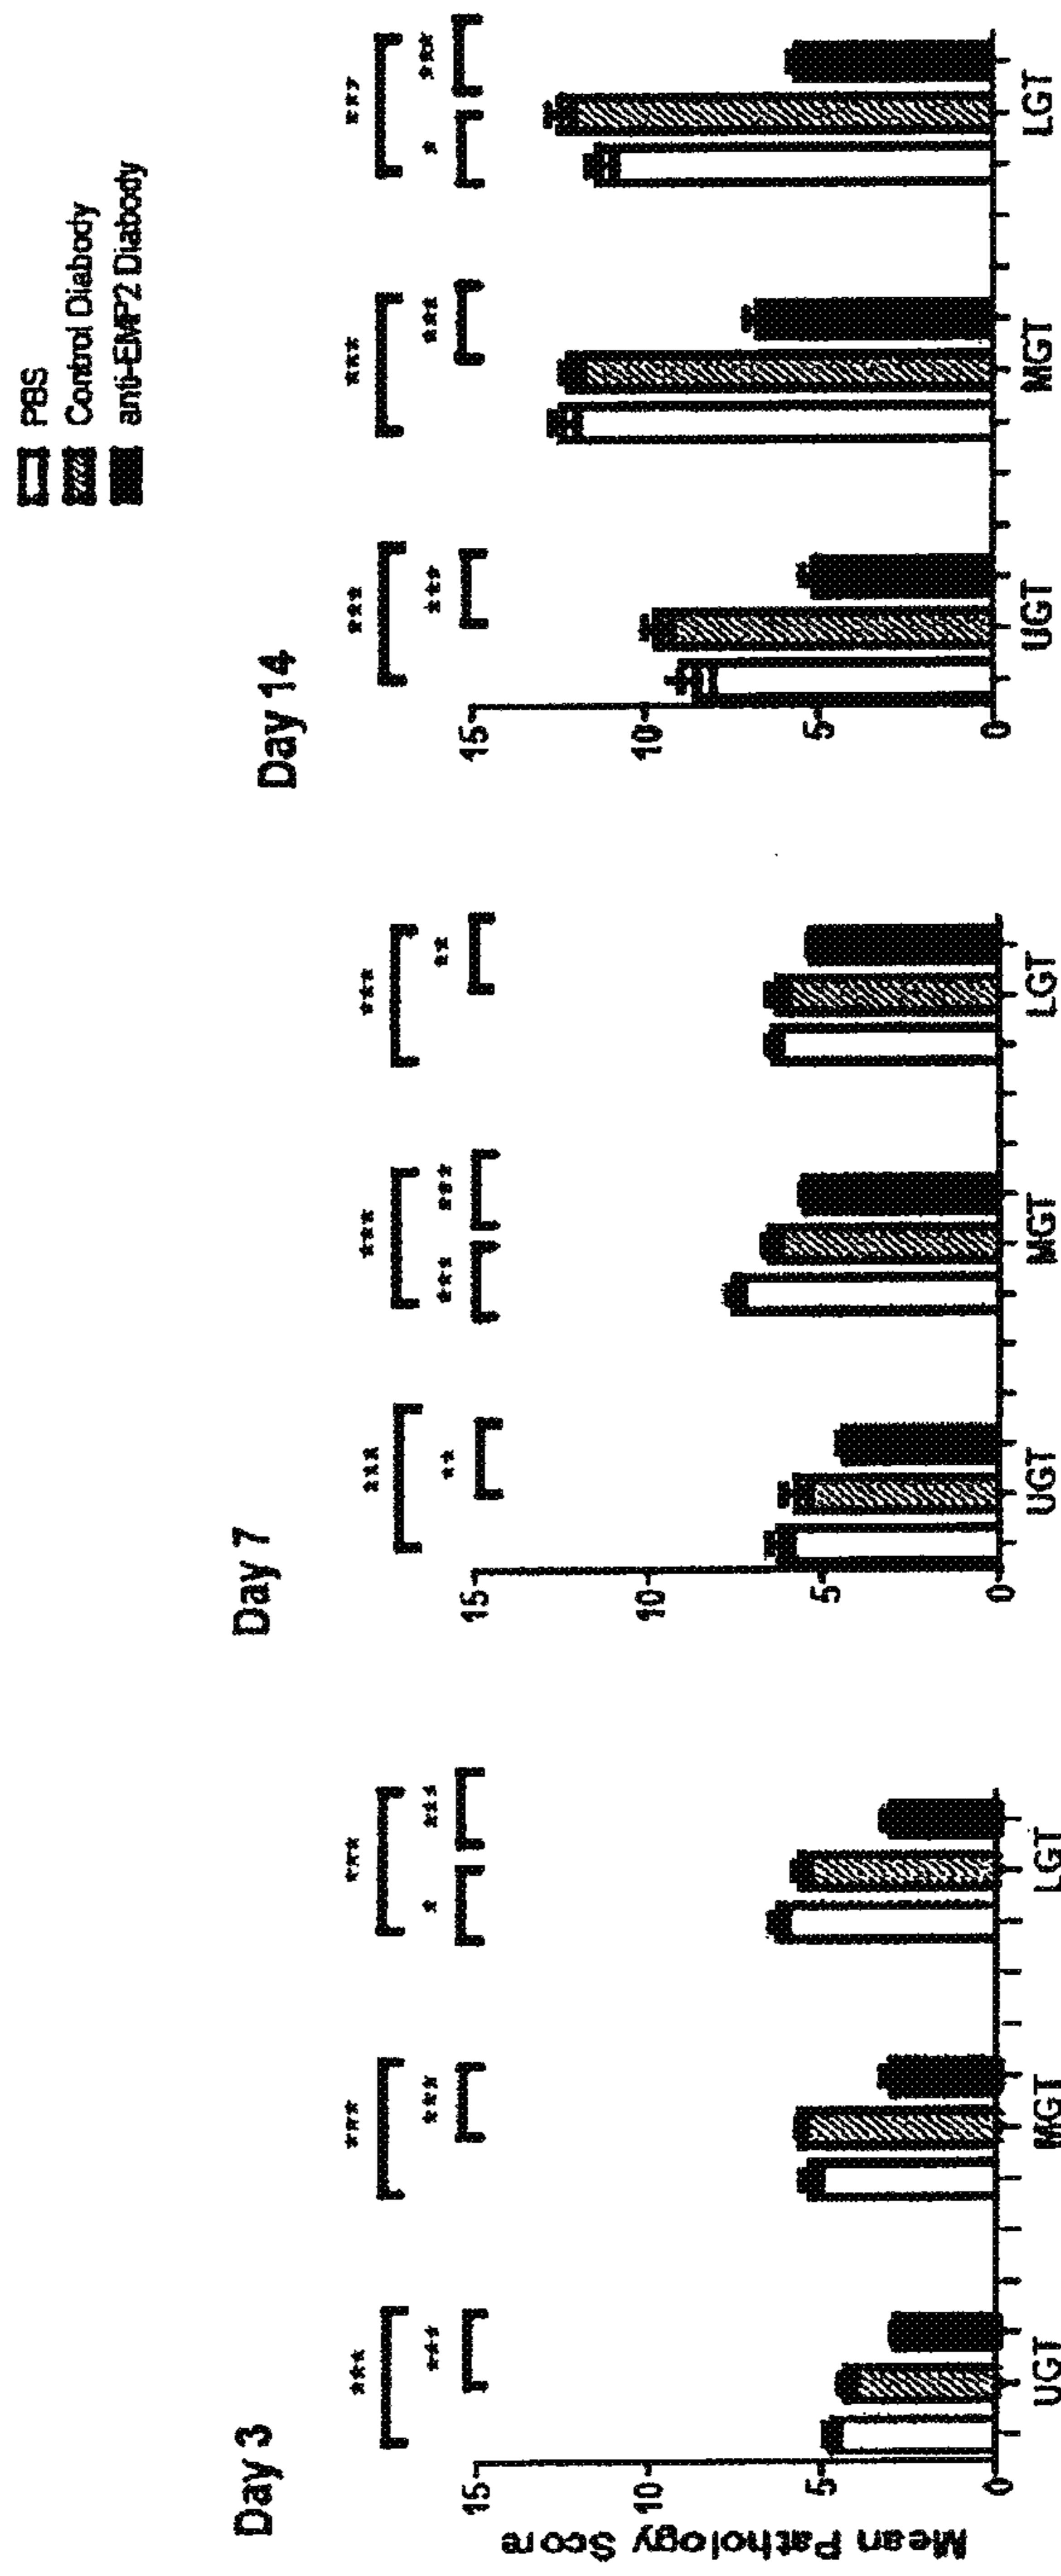 PBS
Control Diabody
anti-EMP2 Diabody
Day 3
*** *** ***
*** *** * ***
15
10
5
0
Mean Pathology Score
UGT MGT LGT
Day 7
*** *** ***
** *** *** **
15
10
5
0
UGT MGT LGT
Day 14
*** *** ***
*** *** * ***
15
10
5
0
UGT MGT LGT